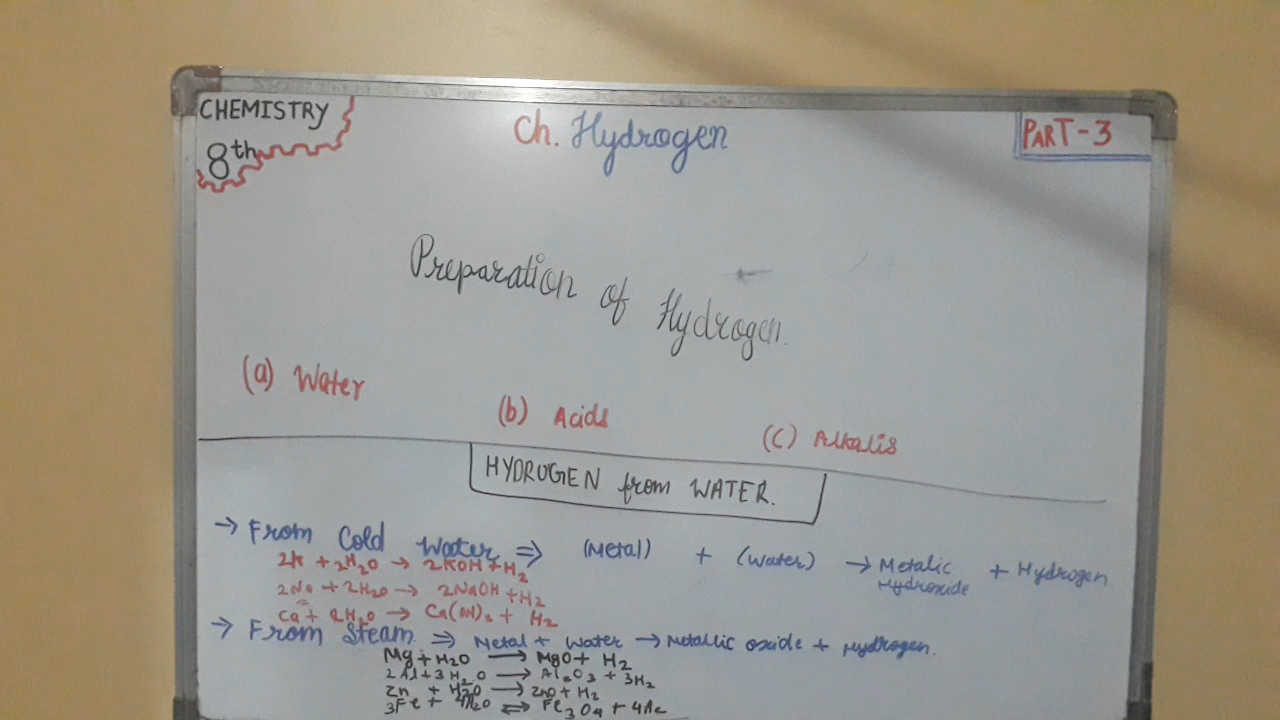 CHEMISTRY
8th
Ch. Hydrogen
PART-3
Preparation of Hydrogen.
(a) Water
(b) Acids
(c) Alkalis
HYDROGEN from WATER.
→ From Cold Water ⇒ (Metal) + (Water) → Metalic Hydroxide + Hydrogen
2K + 2H2O → 2KOH + H2
2Na + 2H2O → 2NaOH + H2
Ca + 2H2O → Ca(OH)2 + H2
→ From Steam ⇒ Metal + Water → Metallic oxide + Hydrogen.
Mg + H2O → MgO + H2
2Al + 3H2O → Al2O3 + 3H2
Zn + H2O → ZnO + H2
3Fe + 4H2O ⇌ Fe3O4 +